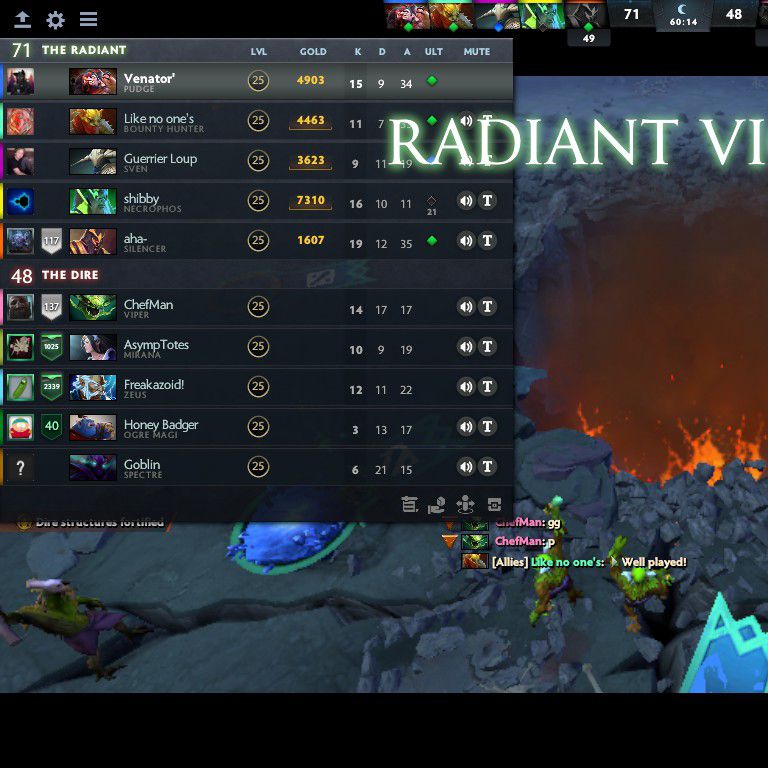 71 60:14 48
49
71 THE RADIANT LVL GOLD K D A ULT MUTE
Venator' 25 4903 15 9 34
PUDGE
Like no one's 25 4463 11 7 T
BOUNTY HUNTER
RADIANT VI
Guerrier Loup 25 3623 9 11 19 T
SVEN
shibby 25 7310 16 10 11 21 T
NECROPHOS
117 aha- 25 1607 19 12 35 T
SILENCER
48 THE DIRE
137 ChefMan 25 14 17 17 T
VIPER
1025 AsympTotes 25 10 9 19 T
MIRANA
2339 Freakazoid! 25 12 11 22 T
ZEUS
40 Honey Badger 25 3 13 17 T
OGRE MAGI
? Goblin 25 6 21 15 T
SPECTRE
Dire structures fortified
ChefMan: gg
ChefMan: p
[Allies] Like no one's: Well played!